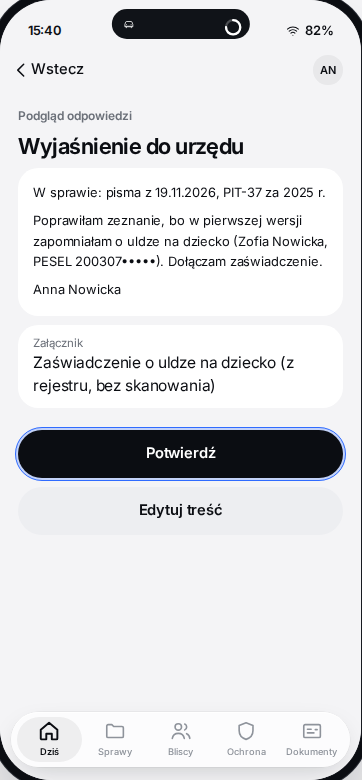 15:40
82%
Wstecz
AN
Podgląd odpowiedzi
Wyjaśnienie do urzędu
W sprawie: pisma z 19.11.2026, PIT-37 za 2025 r.
Poprawiłam zeznanie, bo w pierwszej wersji
zapomniałam o uldze na dziecko (Zofia Nowicka,
PESEL 200307•••••). Dołączam zaświadczenie.
Anna Nowicka
Załącznik
Zaświadczenie o uldze na dziecko (z
rejestru, bez skanowania)
Potwierdź
Edytuj treść
Dziś
Sprawy
Bliscy
Ochrona
Dokumenty